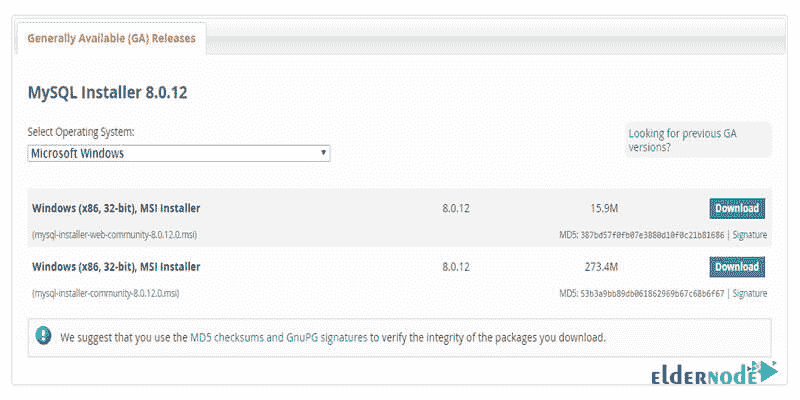 Generally Available (GA) Releases
MySQL Installer 8.0.12
Select Operating System:
Looking for previous GA
versions?
Microsoft Windows
Windows (x86, 32-bit), MSI Installer 8.0.12 15.9M Download
(mysql-installer-web-community-8.0.12.0.msi) MD5: 387bd57f0fb07e3880d10f0c21b81686 | Signature
Windows (x86, 32-bit), MSI Installer 8.0.12 273.4M Download
(mysql-installer-community-8.0.12.0.msi) MD5: 53b3a9bb89db061862969b67c68b6f67 | Signature
We suggest that you use the MD5 checksums and GnuPG signatures to verify the integrity of the packages you download.
ELDERNODE